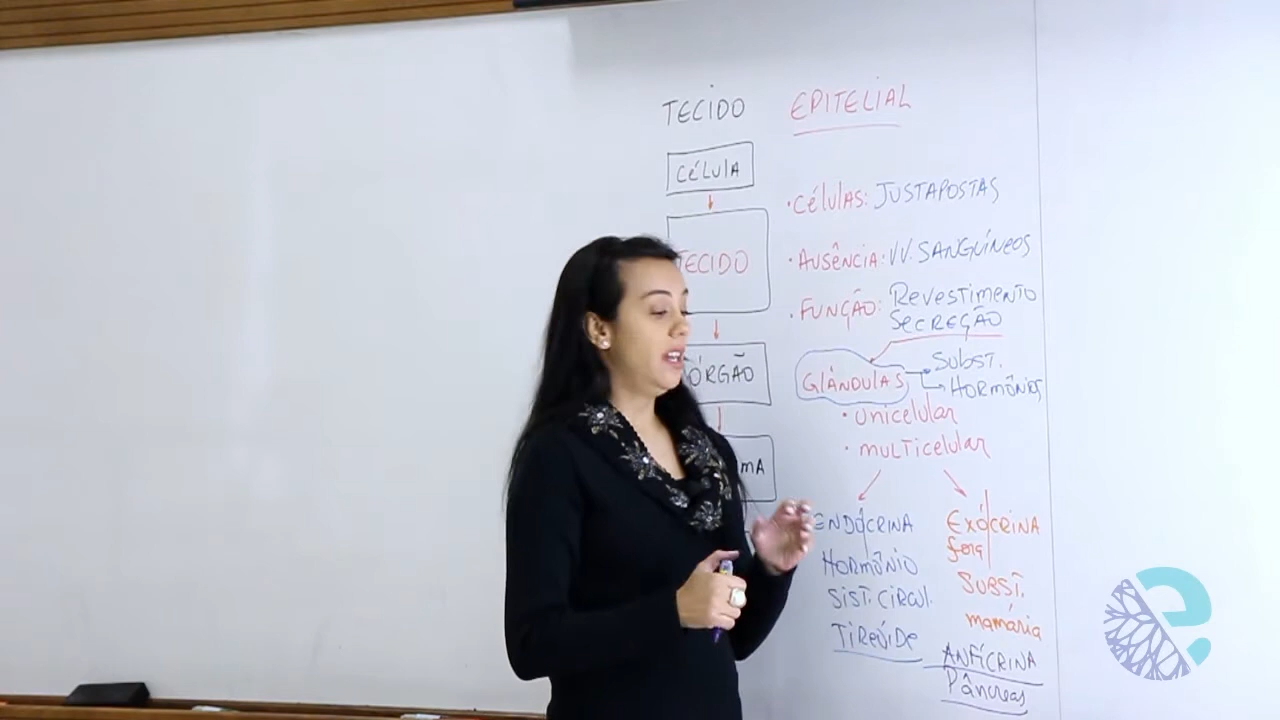 TECIDO EPITELIAL
CÉLULA
TECIDO
ÓRGÃO
MA
• CÉLULAS: JUSTAPOSTAS
• AUSÊNCIA: VV. SANGUÍNEOS
• FUNÇÃO: REVESTIMENTO
SECREÇÃO
GLÂNDULAS
SUBST.
HORMÔNIOS
• unicelular
• multicelular
ENDÓCRINA
HORMÔNIO
SIST. CIRCUL.
TIREÓIDE
EXÓCRINA
fora
SUBST.
mamária
ANFÍCRINA
Pâncreas
e